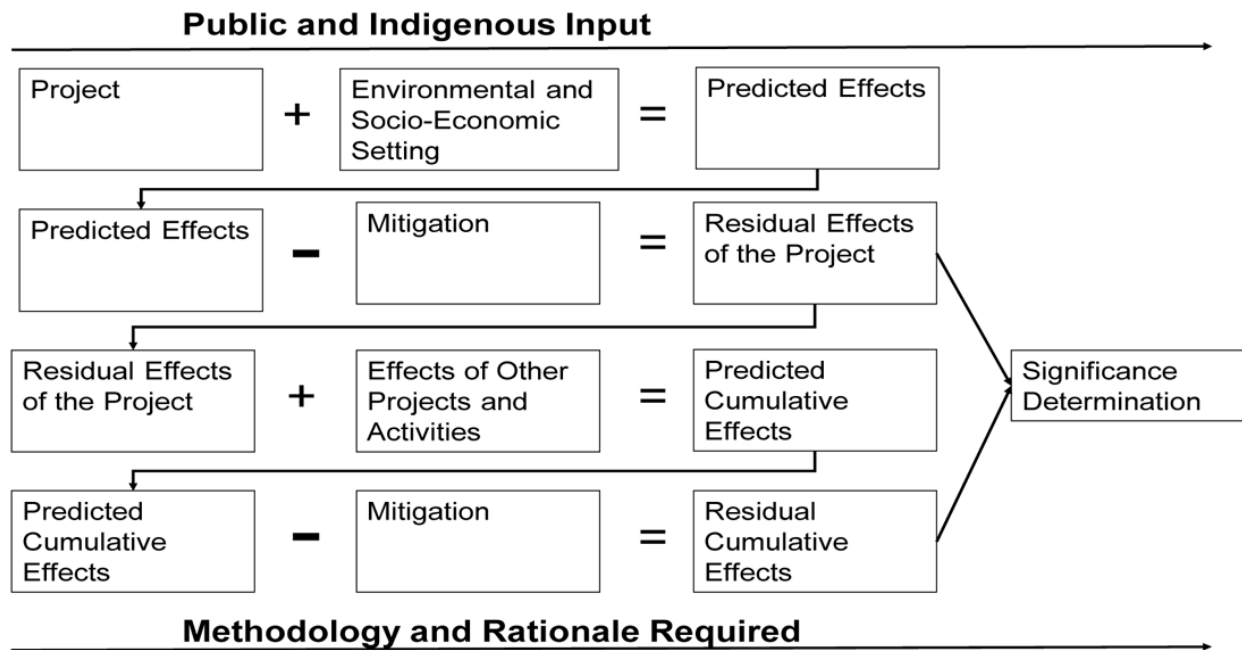 Public and Indigenous Input
Project
+
Environmental and
Socio-Economic
Setting
=
Predicted Effects
Predicted Effects
-
Mitigation
=
Residual Effects
of the Project
Residual Effects
of the Project
+
Effects of Other
Projects and
Activities
=
Predicted
Cumulative
Effects
Significance
Determination
Predicted
Cumulative
Effects
-
Mitigation
=
Residual
Cumulative
Effects
Methodology and Rationale Required